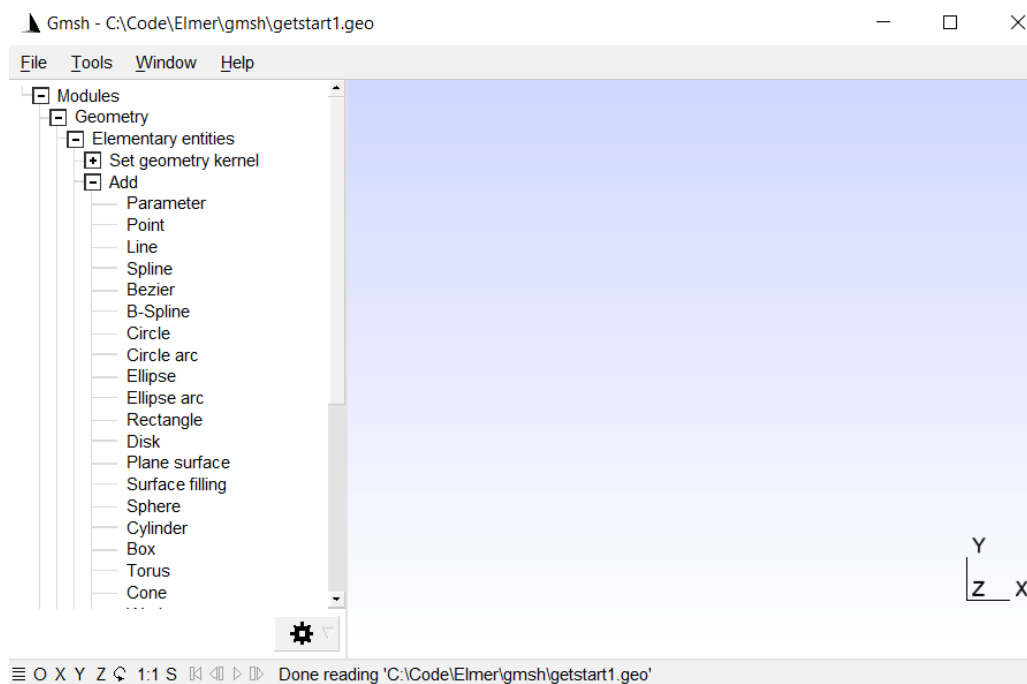 Gmsh - C:\Code\Elmer\gmsh\getstart1.geo
File Tools Window Help
Modules
Geometry
Elementary entities
Set geometry kernel
Add
Parameter
Point
Line
Spline
Bezier
B-Spline
Circle
Circle arc
Ellipse
Ellipse arc
Rectangle
Disk
Plane surface
Surface filling
Sphere
Cylinder
Box
Torus
Cone
Y
Z X
O X Y Z 1:1 S Done reading 'C:\Code\Elmer\gmsh\getstart1.geo'